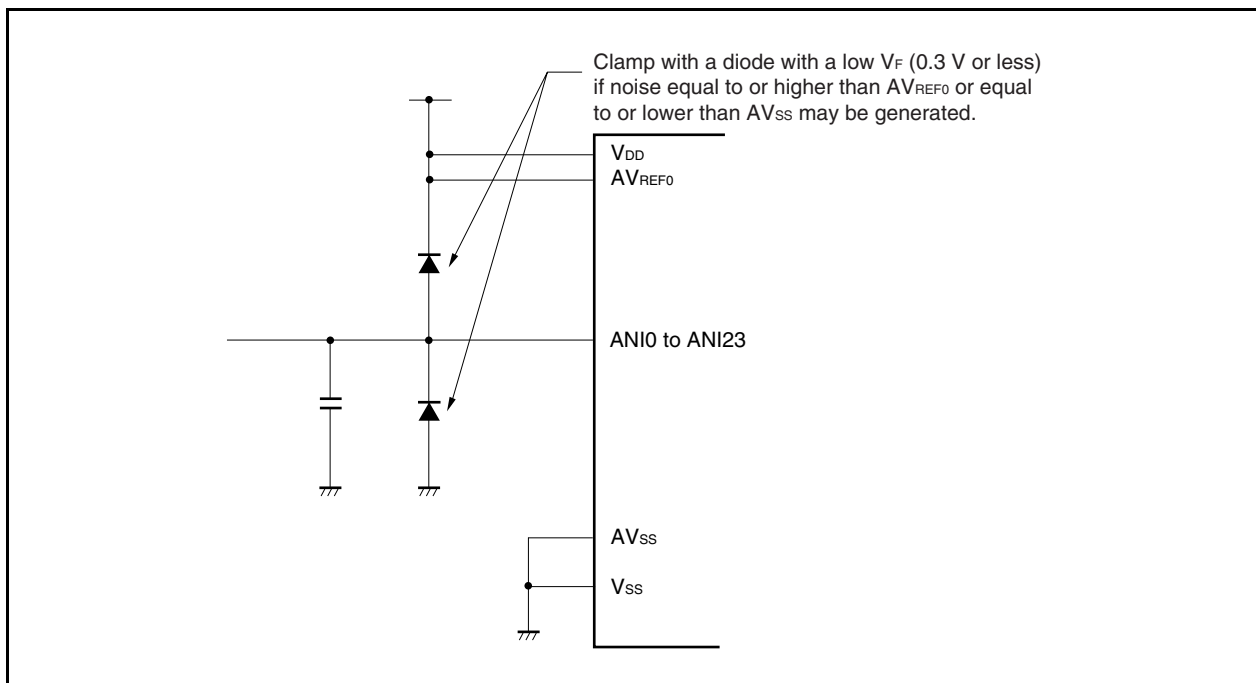 Clamp with a diode with a low VF (0.3 V or less)
if noise equal to or higher than AVREF0 or equal
to or lower than AVSS may be generated.
VDD
AVREF0
ANI0 to ANI23
AVSS
VSS